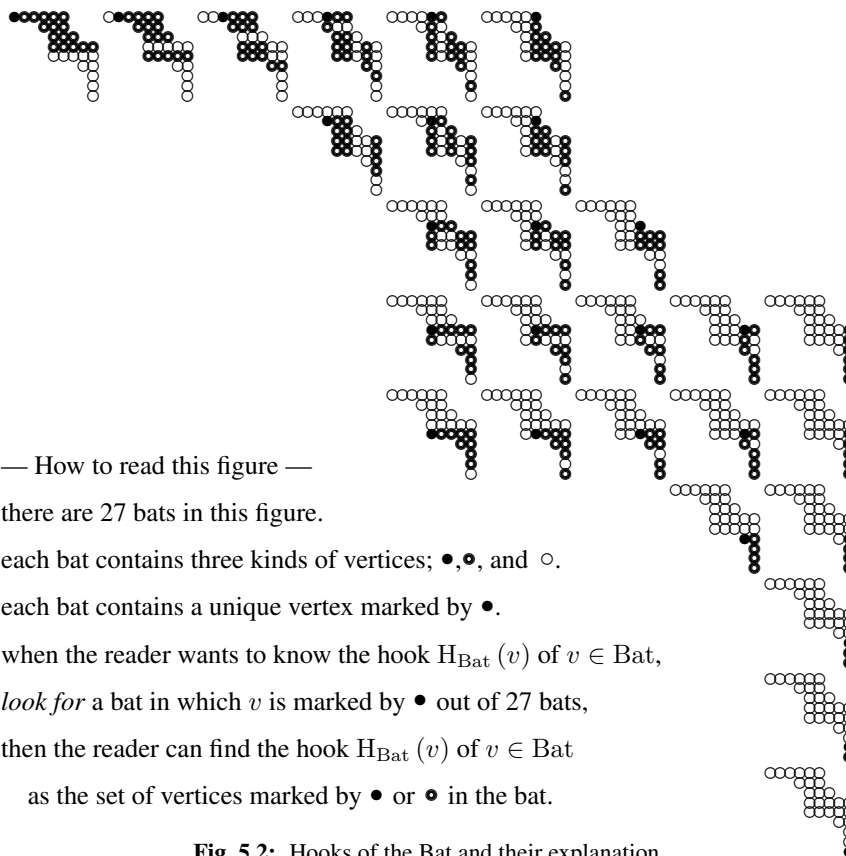 — How to read this figure —
there are 27 bats in this figure.
each bat contains three kinds of vertices; ●,⊙, and ○.
each bat contains a unique vertex marked by ●.
when the reader wants to know the hook H_Bat (v) of v ∈ Bat,
look for a bat in which v is marked by ● out of 27 bats,
then the reader can find the hook H_Bat (v) of v ∈ Bat
as the set of vertices marked by ● or ⊙ in the bat.
Fig. 5.2: Hooks of the Bat and their explanation